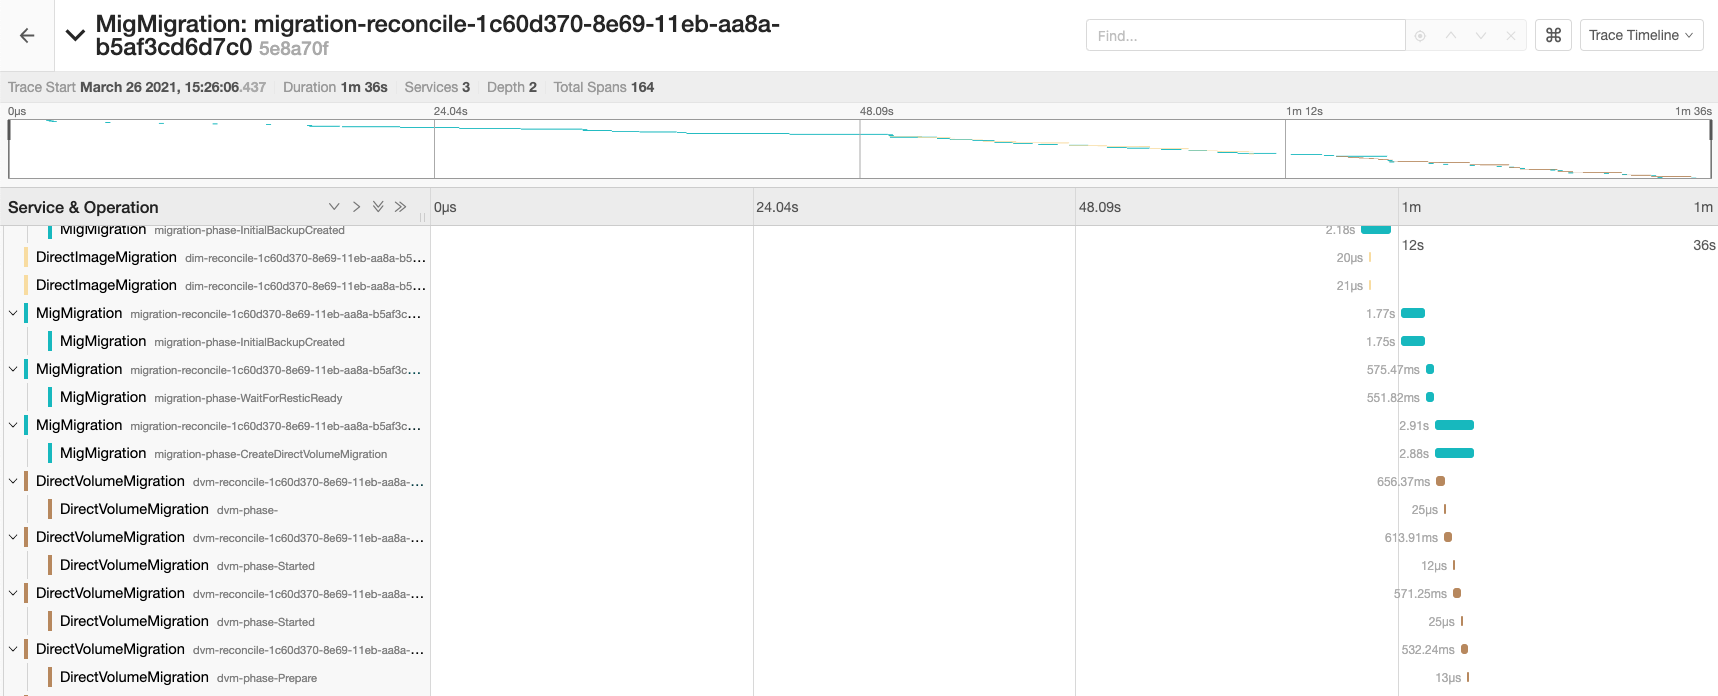 MigMigration: migration-reconcile-1c60d370-8e69-11eb-aa8a-
b5af3cd6d7c0 5e8a70f
Find...
Trace Timeline
Trace Start March 26 2021, 15:26:06.437 Duration 1m 36s Services 3 Depth 2 Total Spans 164
0μs 24.04s 48.09s 1m 12s 1m 36s
Service & Operation 0μs 24.04s 48.09s 1m 12s 1m 36s
MigMigration migration-phase-InitialBackupCreated 2.18s
DirectImageMigration dim-reconcile-1c60d370-8e69-11eb-aa8a-b5... 20μs
DirectImageMigration dim-reconcile-1c60d370-8e69-11eb-aa8a-b5... 21μs
MigMigration migration-reconcile-1c60d370-8e69-11eb-aa8a-b5af3c... 1.77s
MigMigration migration-phase-InitialBackupCreated 1.75s
MigMigration migration-reconcile-1c60d370-8e69-11eb-aa8a-b5af3c... 575.47ms
MigMigration migration-phase-WaitForResticReady 551.82ms
MigMigration migration-reconcile-1c60d370-8e69-11eb-aa8a-b5af3c... 2.91s
MigMigration migration-phase-CreateDirectVolumeMigration 2.88s
DirectVolumeMigration dvm-reconcile-1c60d370-8e69-11eb-aa8a-... 656.37ms
DirectVolumeMigration dvm-phase- 25μs
DirectVolumeMigration dvm-reconcile-1c60d370-8e69-11eb-aa8a-... 613.91ms
DirectVolumeMigration dvm-phase-Started 12μs
DirectVolumeMigration dvm-reconcile-1c60d370-8e69-11eb-aa8a-... 571.25ms
DirectVolumeMigration dvm-phase-Started 25μs
DirectVolumeMigration dvm-reconcile-1c60d370-8e69-11eb-aa8a-... 532.24ms
DirectVolumeMigration dvm-phase-Prepare 13μs